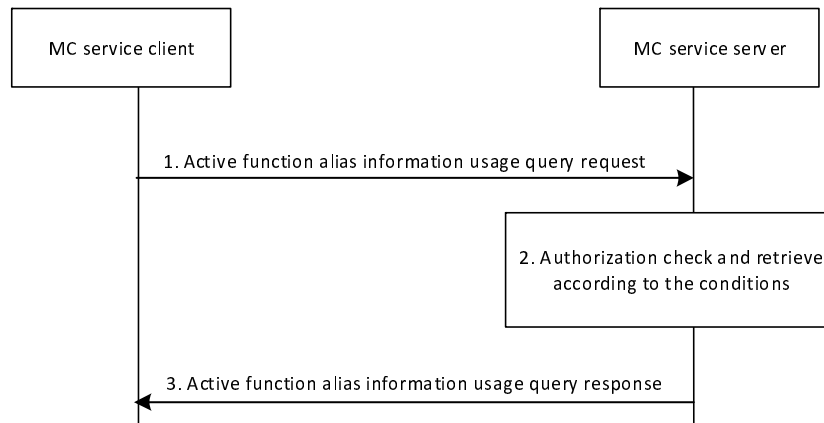 MC service client
MC service server
1. Active function alias information usage query request
2. Authorization check and retrieve
according to the conditions
3. Active function alias information usage query response